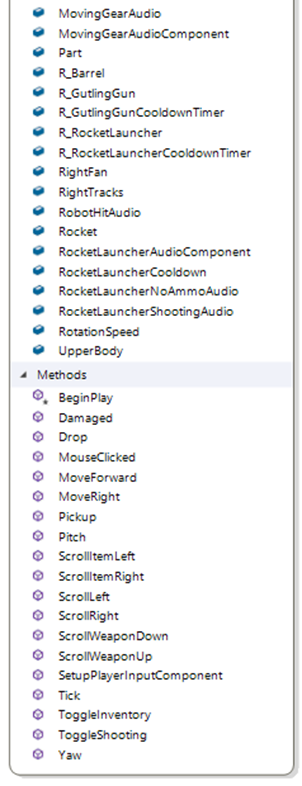 MovingGearAudio
MovingGearAudioComponent
Part
R_Barrel
R_GutlingGun
R_GutlingGunCooldownTimer
R_RocketLauncher
R_RocketLauncherCooldownTimer
RightFan
RightTracks
RobotHitAudio
Rocket
RocketLauncherAudioComponent
RocketLauncherCooldown
RocketLauncherNoAmmoAudio
RocketLauncherShootingAudio
RotationSpeed
UpperBody
Methods
BeginPlay
Damaged
Drop
MouseClicked
MoveForward
MoveRight
Pickup
Pitch
ScrollItemLeft
ScrollItemRight
ScrollLeft
ScrollRight
ScrollWeaponDown
ScrollWeaponUp
SetupPlayerInputComponent
Tick
ToggleInventory
ToggleShooting
Yaw